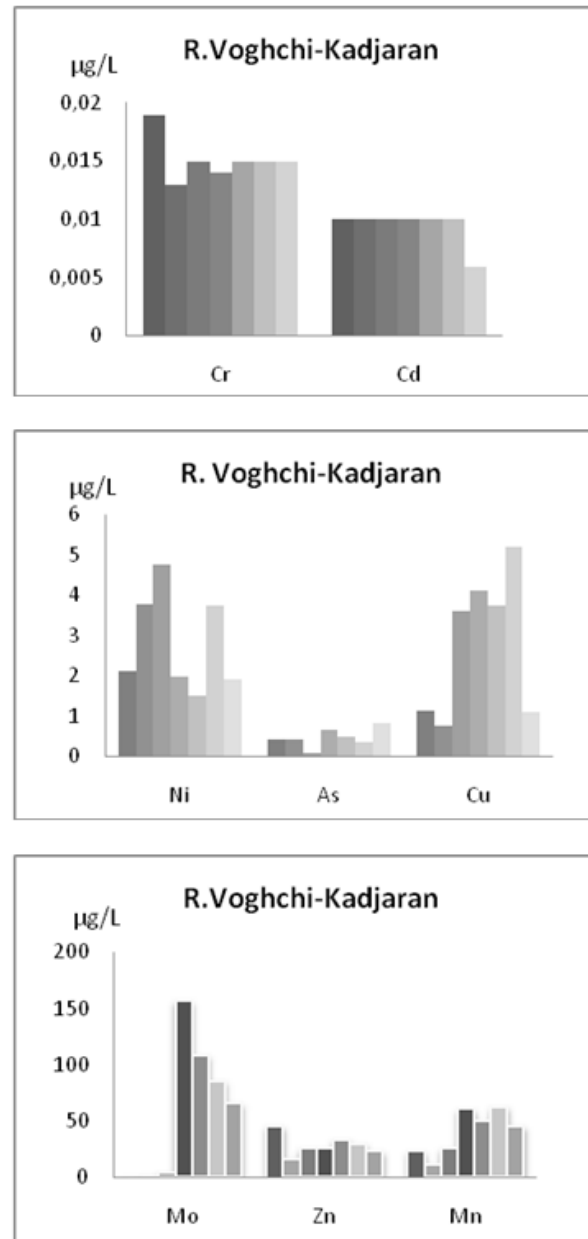 R.Voghchi-Kadjaran
µg/L
0,02
0,015
0,01
0,005
0
Cr Cd
R. Voghchi-Kadjaran
µg/L
6
5
4
3
2
1
0
Ni As Cu
R.Voghchi-Kadjaran
µg/L
200
150
100
50
0
Mo Zn Mn